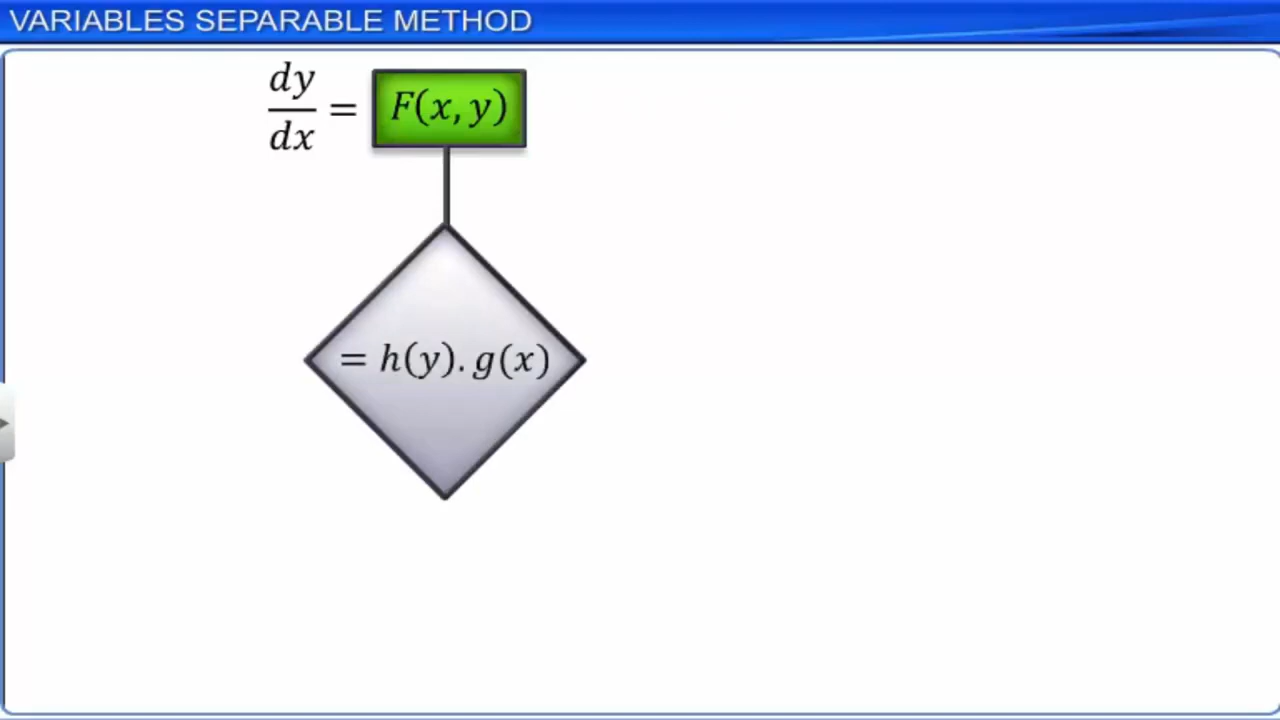 VARIABLES SEPARABLE METHOD
dy/dx = F(x, y)
= h(y). g(x)